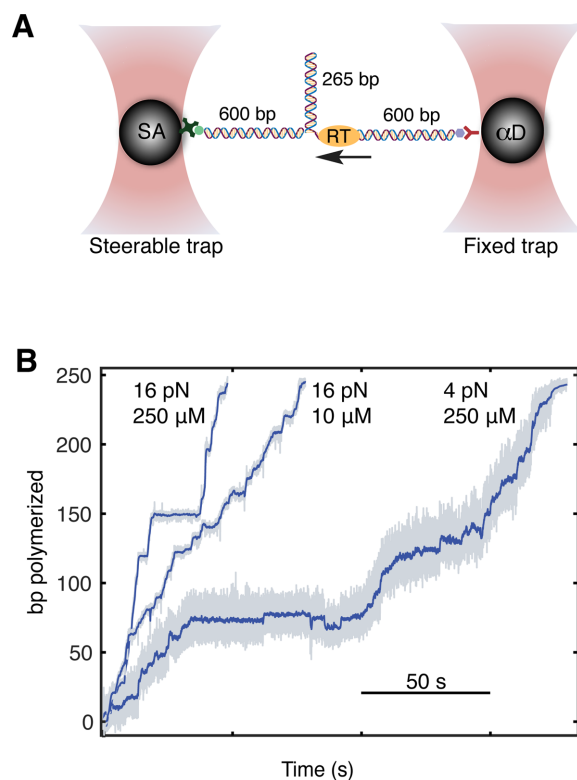 A
265 bp
600 bp
600 bp
SA
RT
αD
Steerable trap
Fixed trap
B
250
200
150
100
50
0
bp polymerized
16 pN
250 μM
16 pN
10 μM
4 pN
250 μM
50 s
Time (s)